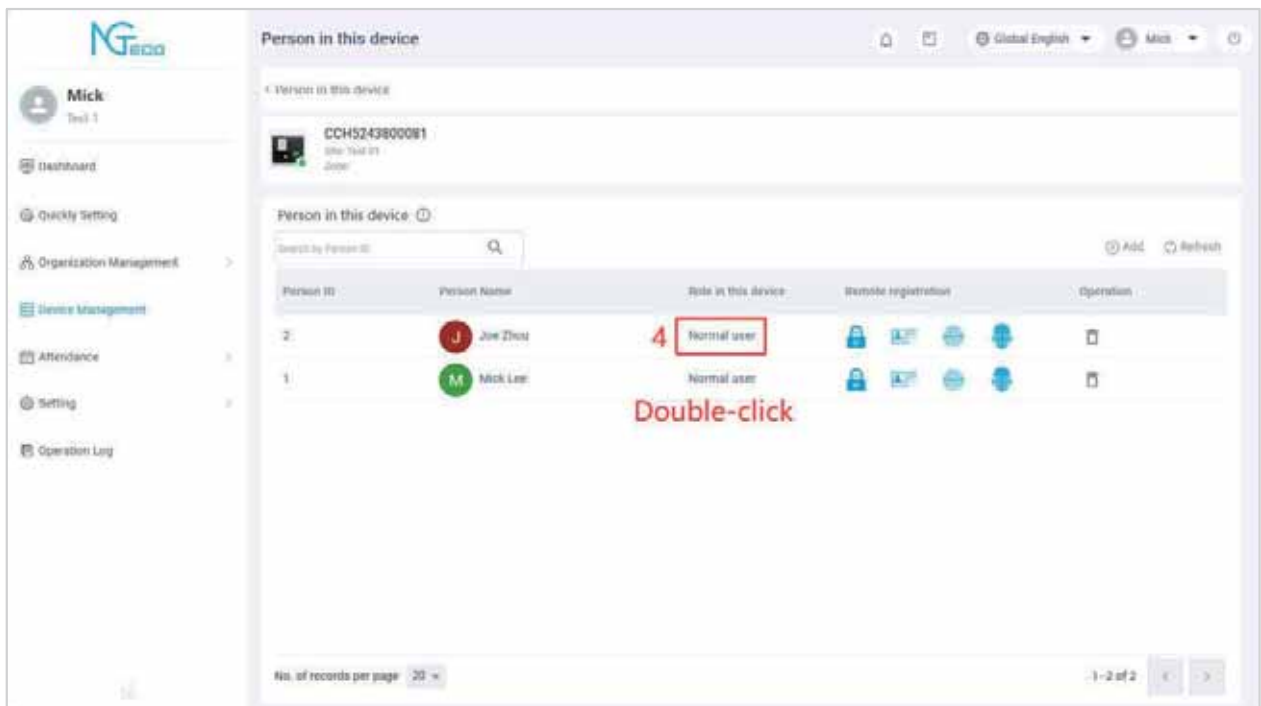 NGTeco
Person in this device
Global English
Mick
Mick
Test 1
< Person in this device
CCH5243800081
Site: Test 01
Dashboard
Quickly Setting
Organization Management
Device Management
Attendance
Setting
Operation Log
Person in this device
Search by Person ID
Add
Refresh
Person ID
Person Name
Role in this device
Remote registration
Operation
2
J
Joe Zhou
4
Normal user
1
M
Mick Lee
Normal user
Double-click
No. of records per page
20
1-2 of 2